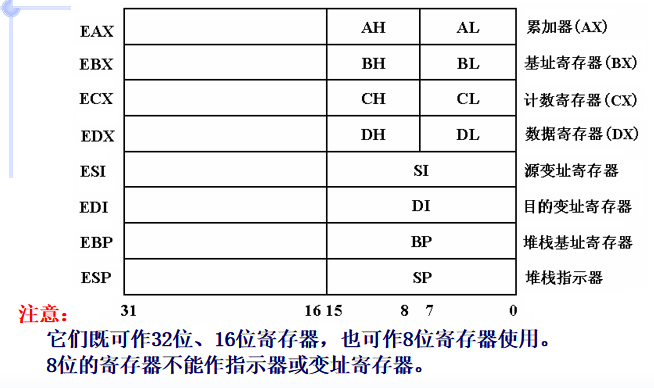 EAX AH AL 累加器(AX)
EBX BH BL 基址寄存器(BX)
ECX CH CL 计数寄存器(CX)
EDX DH DL 数据寄存器(DX)
ESI SI 源变址寄存器
EDI DI 目的变址寄存器
EBP BP 堆栈基址寄存器
ESP SP 堆栈指示器
31 16 15 8 7 0
注意:
它们既可作32位、16位寄存器，也可作8位寄存器使用。
8位的寄存器不能作指示器或变址寄存器。